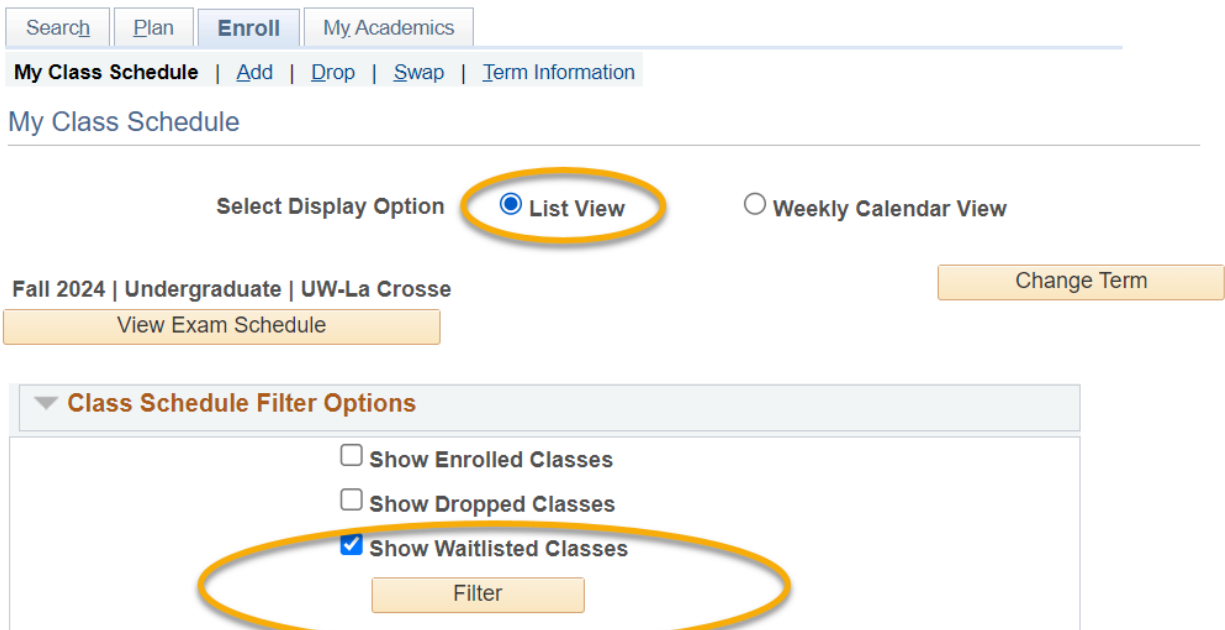 Search Plan Enroll My Academics
My Class Schedule | Add | Drop | Swap | Term Information
My Class Schedule
Select Display Option List View Weekly Calendar View
Fall 2024 | Undergraduate | UW-La Crosse Change Term
View Exam Schedule
Class Schedule Filter Options
Show Enrolled Classes
Show Dropped Classes
Show Waitlisted Classes
Filter